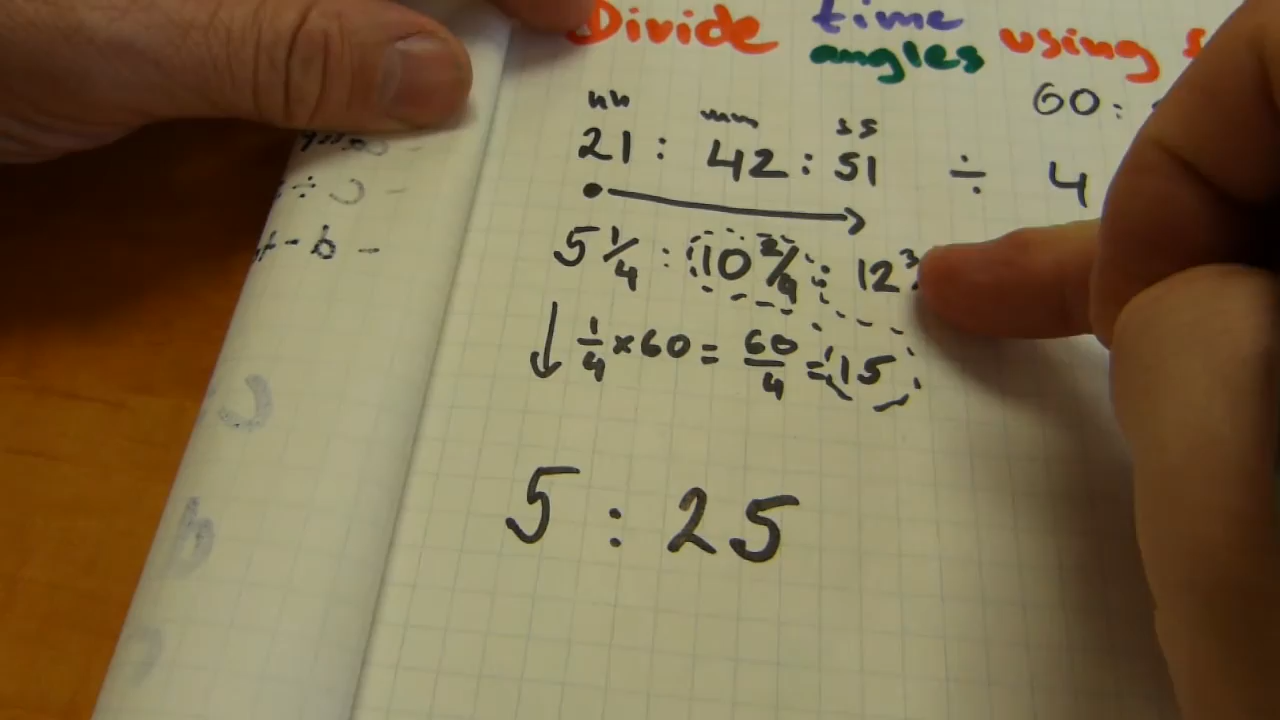 Divide time
angles using
60:
hh mm ss
21 : 42 : 51 ÷ 4
5 1/4 : 10 2/4 : 12 3
1/4 × 60 = 60/4 = 15
5 : 25